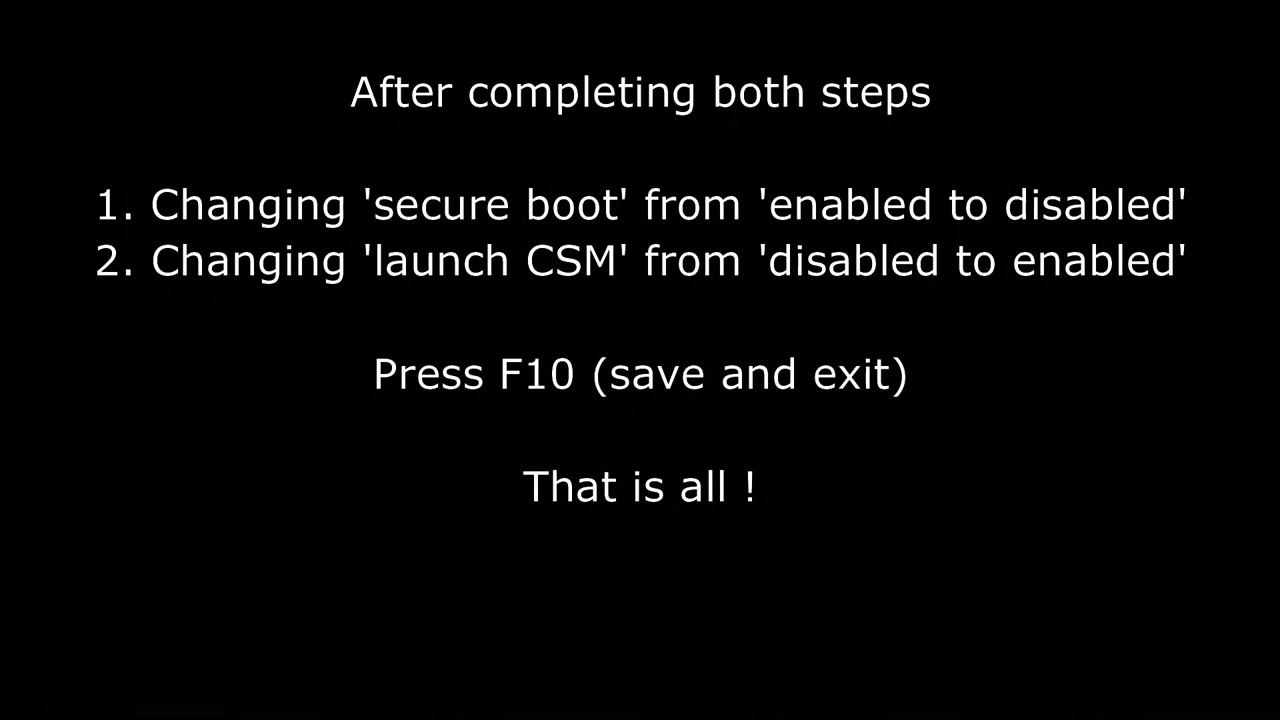 After completing both steps
1. Changing 'secure boot' from 'enabled to disabled'
2. Changing 'launch CSM' from 'disabled to enabled'
Press F10 (save and exit)
That is all !